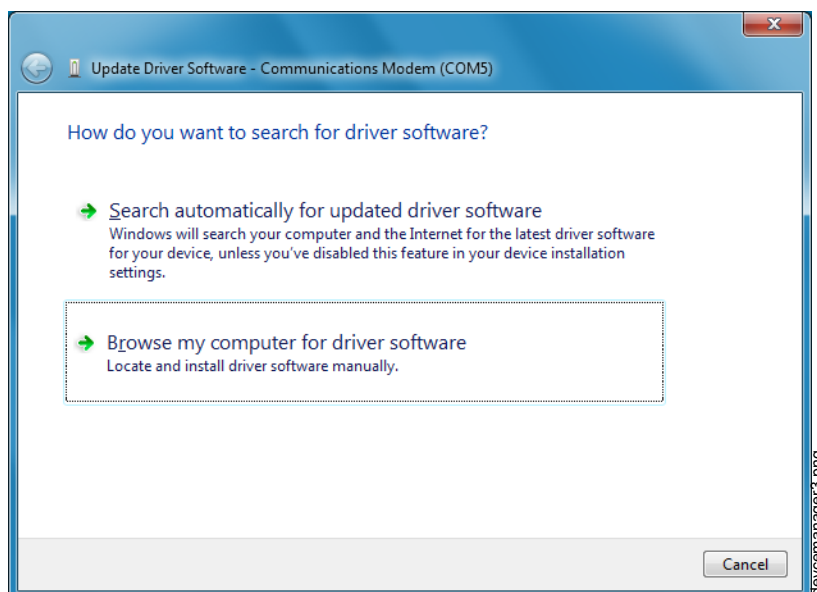 Update Driver Software - Communications Modem (COM5)
How do you want to search for driver software?
Search automatically for updated driver software
Windows will search your computer and the Internet for the latest driver software
for your device, unless you've disabled this feature in your device installation
settings.
Browse my computer for driver software
Locate and install driver software manually.
Cancel